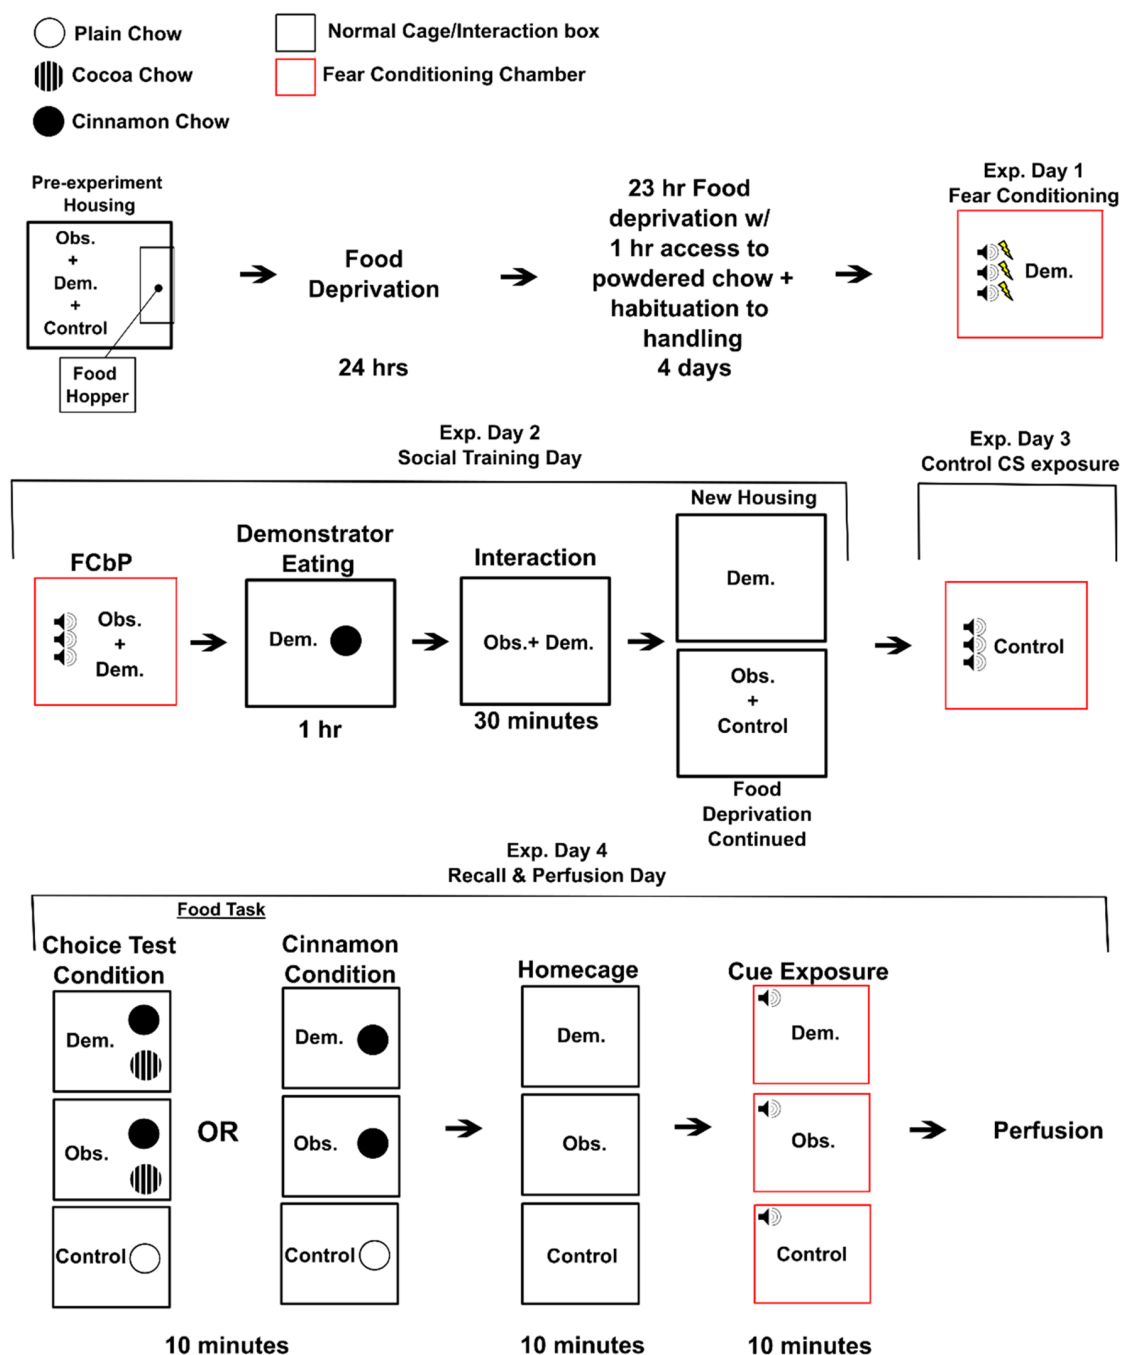 Plain Chow
Cocoa Chow
Cinnamon Chow
Normal Cage/Interaction box
Fear Conditioning Chamber
Pre-experiment
Housing
Obs.
+
Dem.
+
Control
Food
Hopper
Food
Deprivation
24 hrs
23 hr Food
deprivation w/
1 hr access to
powdered chow +
habituation to
handling
4 days
Exp. Day 1
Fear Conditioning
Dem.
Exp. Day 2
Social Training Day
FCbP
Obs.
+
Dem.
Demonstrator
Eating
Dem.
1 hr
Interaction
Obs.+ Dem.
30 minutes
New Housing
Dem.
Obs.
+
Control
Food
Deprivation
Continued
Exp. Day 3
Control CS exposure
Control
Exp. Day 4
Recall & Perfusion Day
Food Task
Choice Test
Condition
Dem.
Obs.
Control
OR
Cinnamon
Condition
Dem.
Obs.
Control
10 minutes
Homecage
Dem.
Obs.
Control
10 minutes
Cue Exposure
Dem.
Obs.
Control
10 minutes
Perfusion